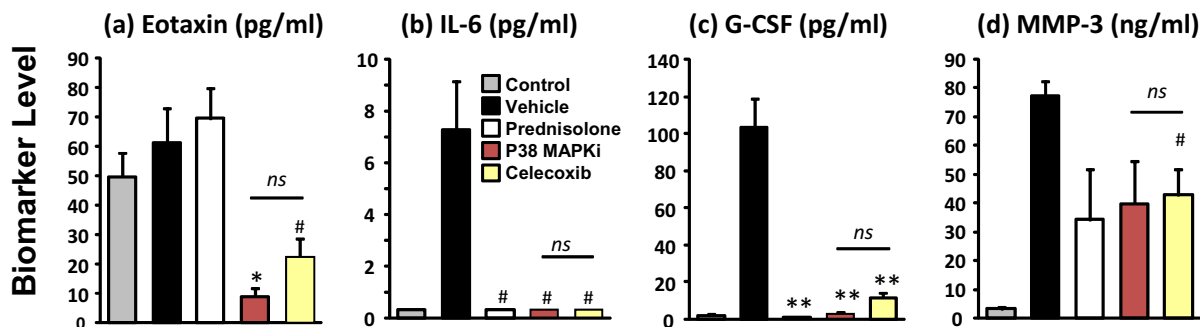 (a) Eotaxin (pg/ml)
(b) IL-6 (pg/ml)
(c) G-CSF (pg/ml)
(d) MMP-3 (ng/ml)
Biomarker Level
90
80
70
60
50
40
30
20
10
0
*
#
ns
10
8
6
4
2
0
Control
Vehicle
Prednisolone
P38 MAPKi
Celecoxib
ns
# # #
140
120
100
80
60
40
20
0
ns
** ** **
90
80
70
60
50
40
30
20
10
0
ns
#